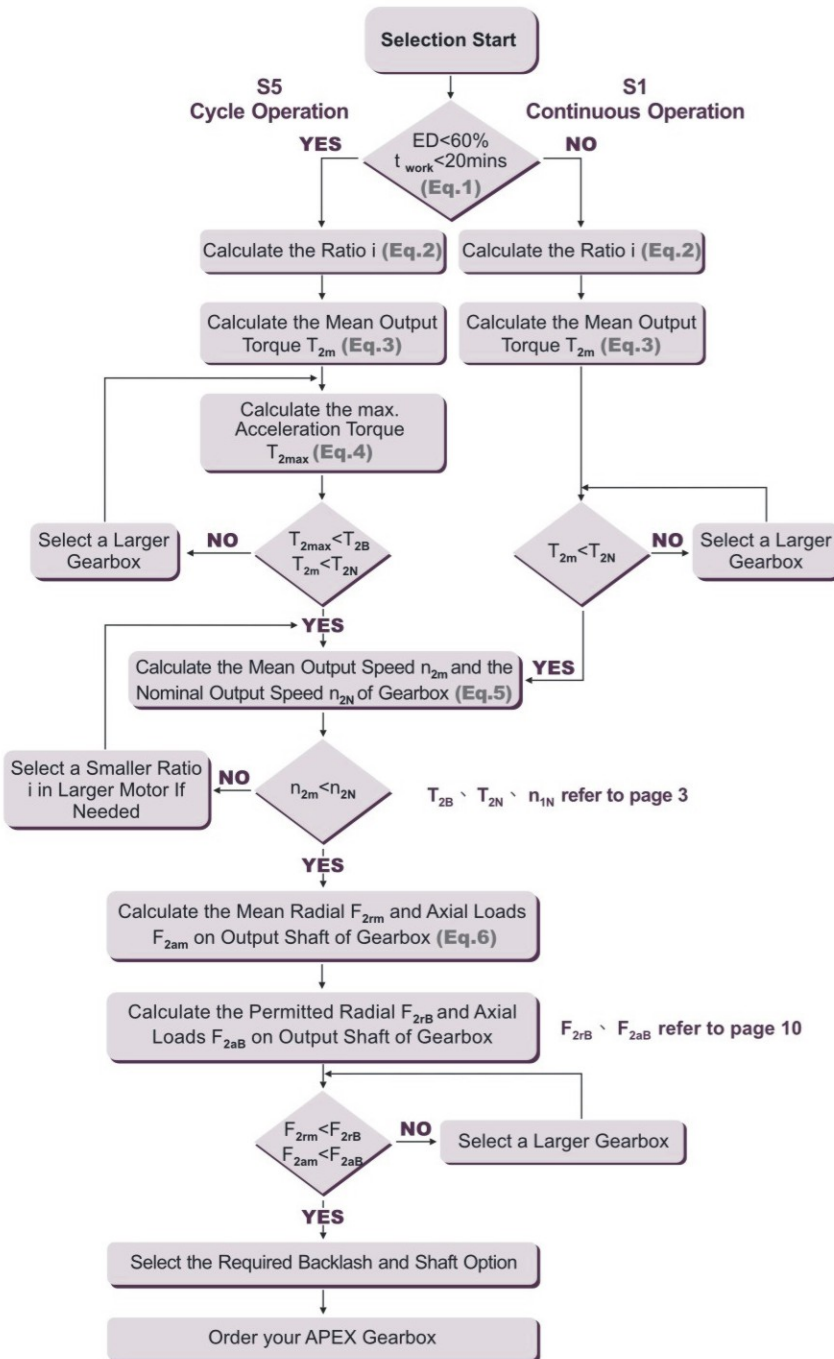 Selection Start
S5
Cycle Operation
S1
Continuous Operation
YES
ED<60%
t work<20mins
(Eq.1)
NO
Calculate the Ratio i (Eq.2)
Calculate the Ratio i (Eq.2)
Calculate the Mean Output
Torque T2m (Eq.3)
Calculate the Mean Output
Torque T2m (Eq.3)
Calculate the max.
Acceleration Torque
T2max (Eq.4)
Select a Larger
Gearbox
NO
T2max<T2B
T2m<T2N
T2m<T2N
NO
Select a Larger
Gearbox
YES
YES
Calculate the Mean Output Speed n2m and the
Nominal Output Speed n2N of Gearbox (Eq.5)
Select a Smaller Ratio
i in Larger Motor If
Needed
NO
n2m<n2N
T2B 、 T2N 、 n1N refer to page 3
YES
Calculate the Mean Radial F2rm and Axial Loads
F2am on Output Shaft of Gearbox (Eq.6)
Calculate the Permitted Radial F2rB and Axial
Loads F2aB on Output Shaft of Gearbox
F2rB 、 F2aB refer to page 10
F2rm<F2rB
F2am<F2aB
NO
Select a Larger Gearbox
YES
Select the Required Backlash and Shaft Option
Order your APEX Gearbox